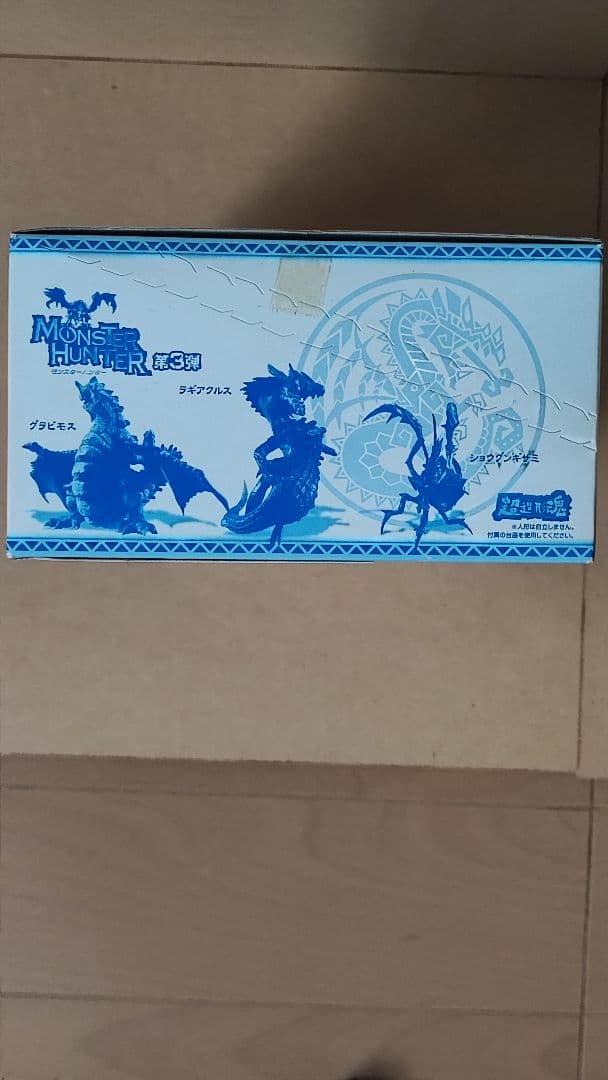 MONSTER
HUNTER 第3弾
モンスターハンター
ラギアクルス
グラビモス
ショウグンギザミ
超造形魂
※人形は自立しません。
付属の台座を使用してください。